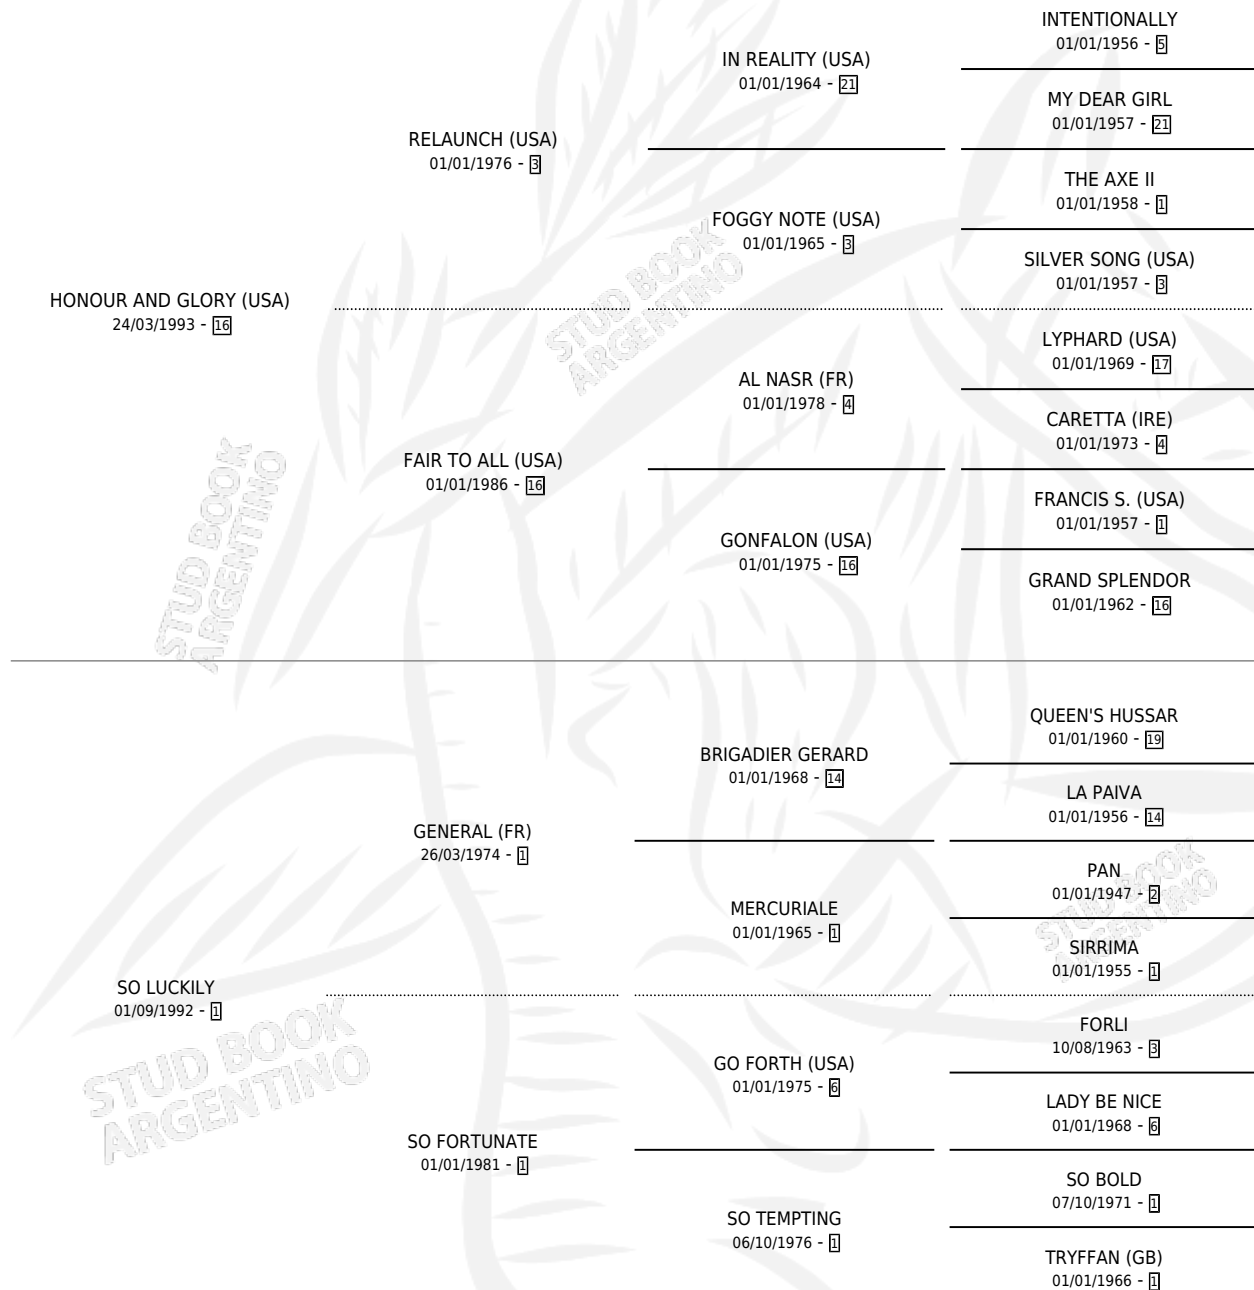 INTENTIONALLY
01/01/1956 - 5
IN REALITY (USA)
01/01/1964 - 21
MY DEAR GIRL
01/01/1957 - 21
RELAUNCH (USA)
01/01/1976 - 3
THE AXE II
01/01/1958 - 1
FOGGY NOTE (USA)
01/01/1965 - 3
SILVER SONG (USA)
01/01/1957 - 3
HONOUR AND GLORY (USA)
24/03/1993 - 16
LYPHARD (USA)
01/01/1969 - 17
AL NASR (FR)
01/01/1978 - 4
CARETTA (IRE)
01/01/1973 - 4
FAIR TO ALL (USA)
01/01/1986 - 16
FRANCIS S. (USA)
01/01/1957 - 1
GONFALON (USA)
01/01/1975 - 16
GRAND SPLENDOR
01/01/1962 - 16
STUD BOOK
ARGENTINO
STUD BOOK
ARGENTINO
QUEEN'S HUSSAR
01/01/1960 - 19
BRIGADIER GERARD
01/01/1968 - 14
LA PAIVA
01/01/1956 - 14
GENERAL (FR)
26/03/1974 - 1
PAN
01/01/1947 - 2
MERCURIALE
01/01/1965 - 1
SIRRIMA
01/01/1955 - 1
STUD BOOK
ARGENTINO
SO LUCKILY
01/09/1992 - 1
FORLI
10/08/1963 - 3
GO FORTH (USA)
01/01/1975 - 6
LADY BE NICE
01/01/1968 - 6
SO FORTUNATE
01/01/1981 - 1
SO BOLD
07/10/1971 - 1
SO TEMPTING
06/10/1976 - 1
TRYFFAN (GB)
01/01/1966 - 1
STUD BOOK
ARGENTINO